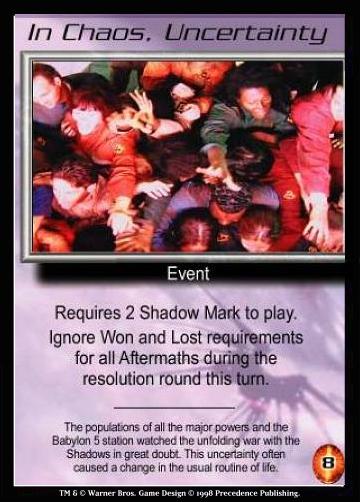 In Chaos, Uncertainty
Event
Requires 2 Shadow Mark to play.
Ignore Won and Lost requirements
for all Aftermaths during the
resolution round this turn.
The populations of all the major powers and the
Babylon 5 station watched the unfolding war with the
Shadows in great doubt. This uncertainty often
caused a change in the usual routine of life.
8
TM & © Warner Bros. Game Design © 1998 Precedence Publishing.